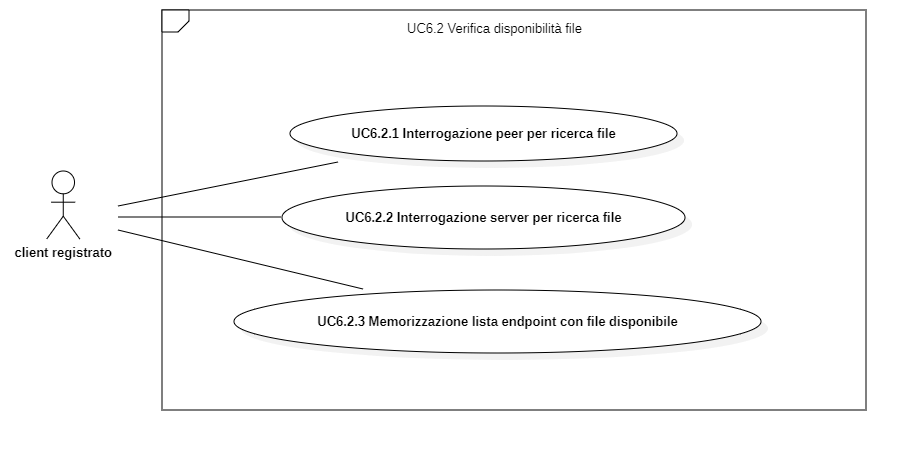 UC6.2 Verifica disponibilità file
UC6.2.1 Interrogazione peer per ricerca file
UC6.2.2 Interrogazione server per ricerca file
client registrato
UC6.2.3 Memorizzazione lista endpoint con file disponibile